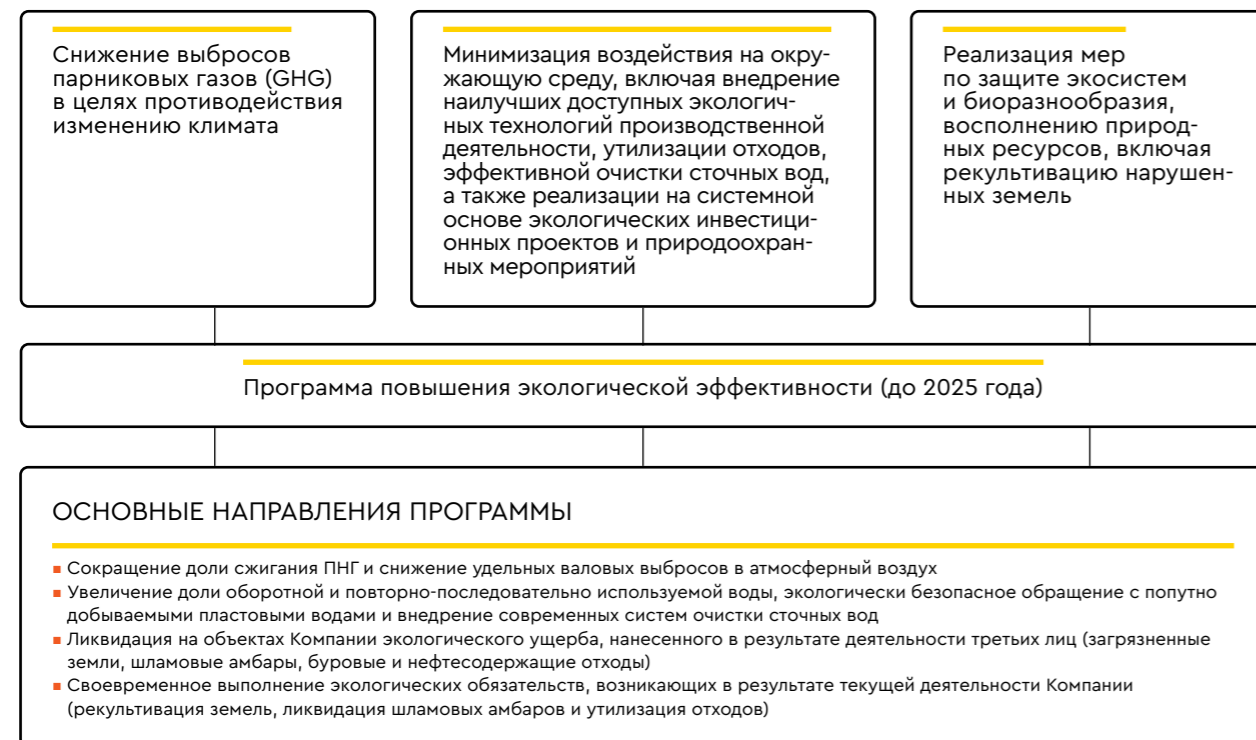 Снижение выбросов
парниковых газов (GHG)
в целях противодействия
изменению климата
Минимизация воздействия на окру-
жающую среду, включая внедрение
наилучших доступных экологич-
ных технологий производственной
деятельности, утилизации отходов,
эффективной очистки сточных вод,
а также реализации на системной
основе экологических инвестици-
онных проектов и природоохран-
ных мероприятий
Реализация мер
по защите экосистем
и биоразнообразия,
восполнению природ-
ных ресурсов, включая
рекультивацию нарушен-
ных земель
Программа повышения экологической эффективности (до 2025 года)
ОСНОВНЫЕ НАПРАВЛЕНИЯ ПРОГРАММЫ
▪ Сокращение доли сжигания ПНГ и снижение удельных валовых выбросов в атмосферный воздух
▪ Увеличение доли оборотной и повторно-последовательно используемой воды, экологически безопасное обращение с попутно
добываемыми пластовыми водами и внедрение современных систем очистки сточных вод
▪ Ликвидация на объектах Компании экологического ущерба, нанесенного в результате деятельности третьих лиц (загрязненные
земли, шламовые амбары, буровые и нефтесодержащие отходы)
▪ Своевременное выполнение экологических обязательств, возникающих в результате текущей деятельности Компании
(рекультивация земель, ликвидация шламовых амбаров и утилизация отходов)